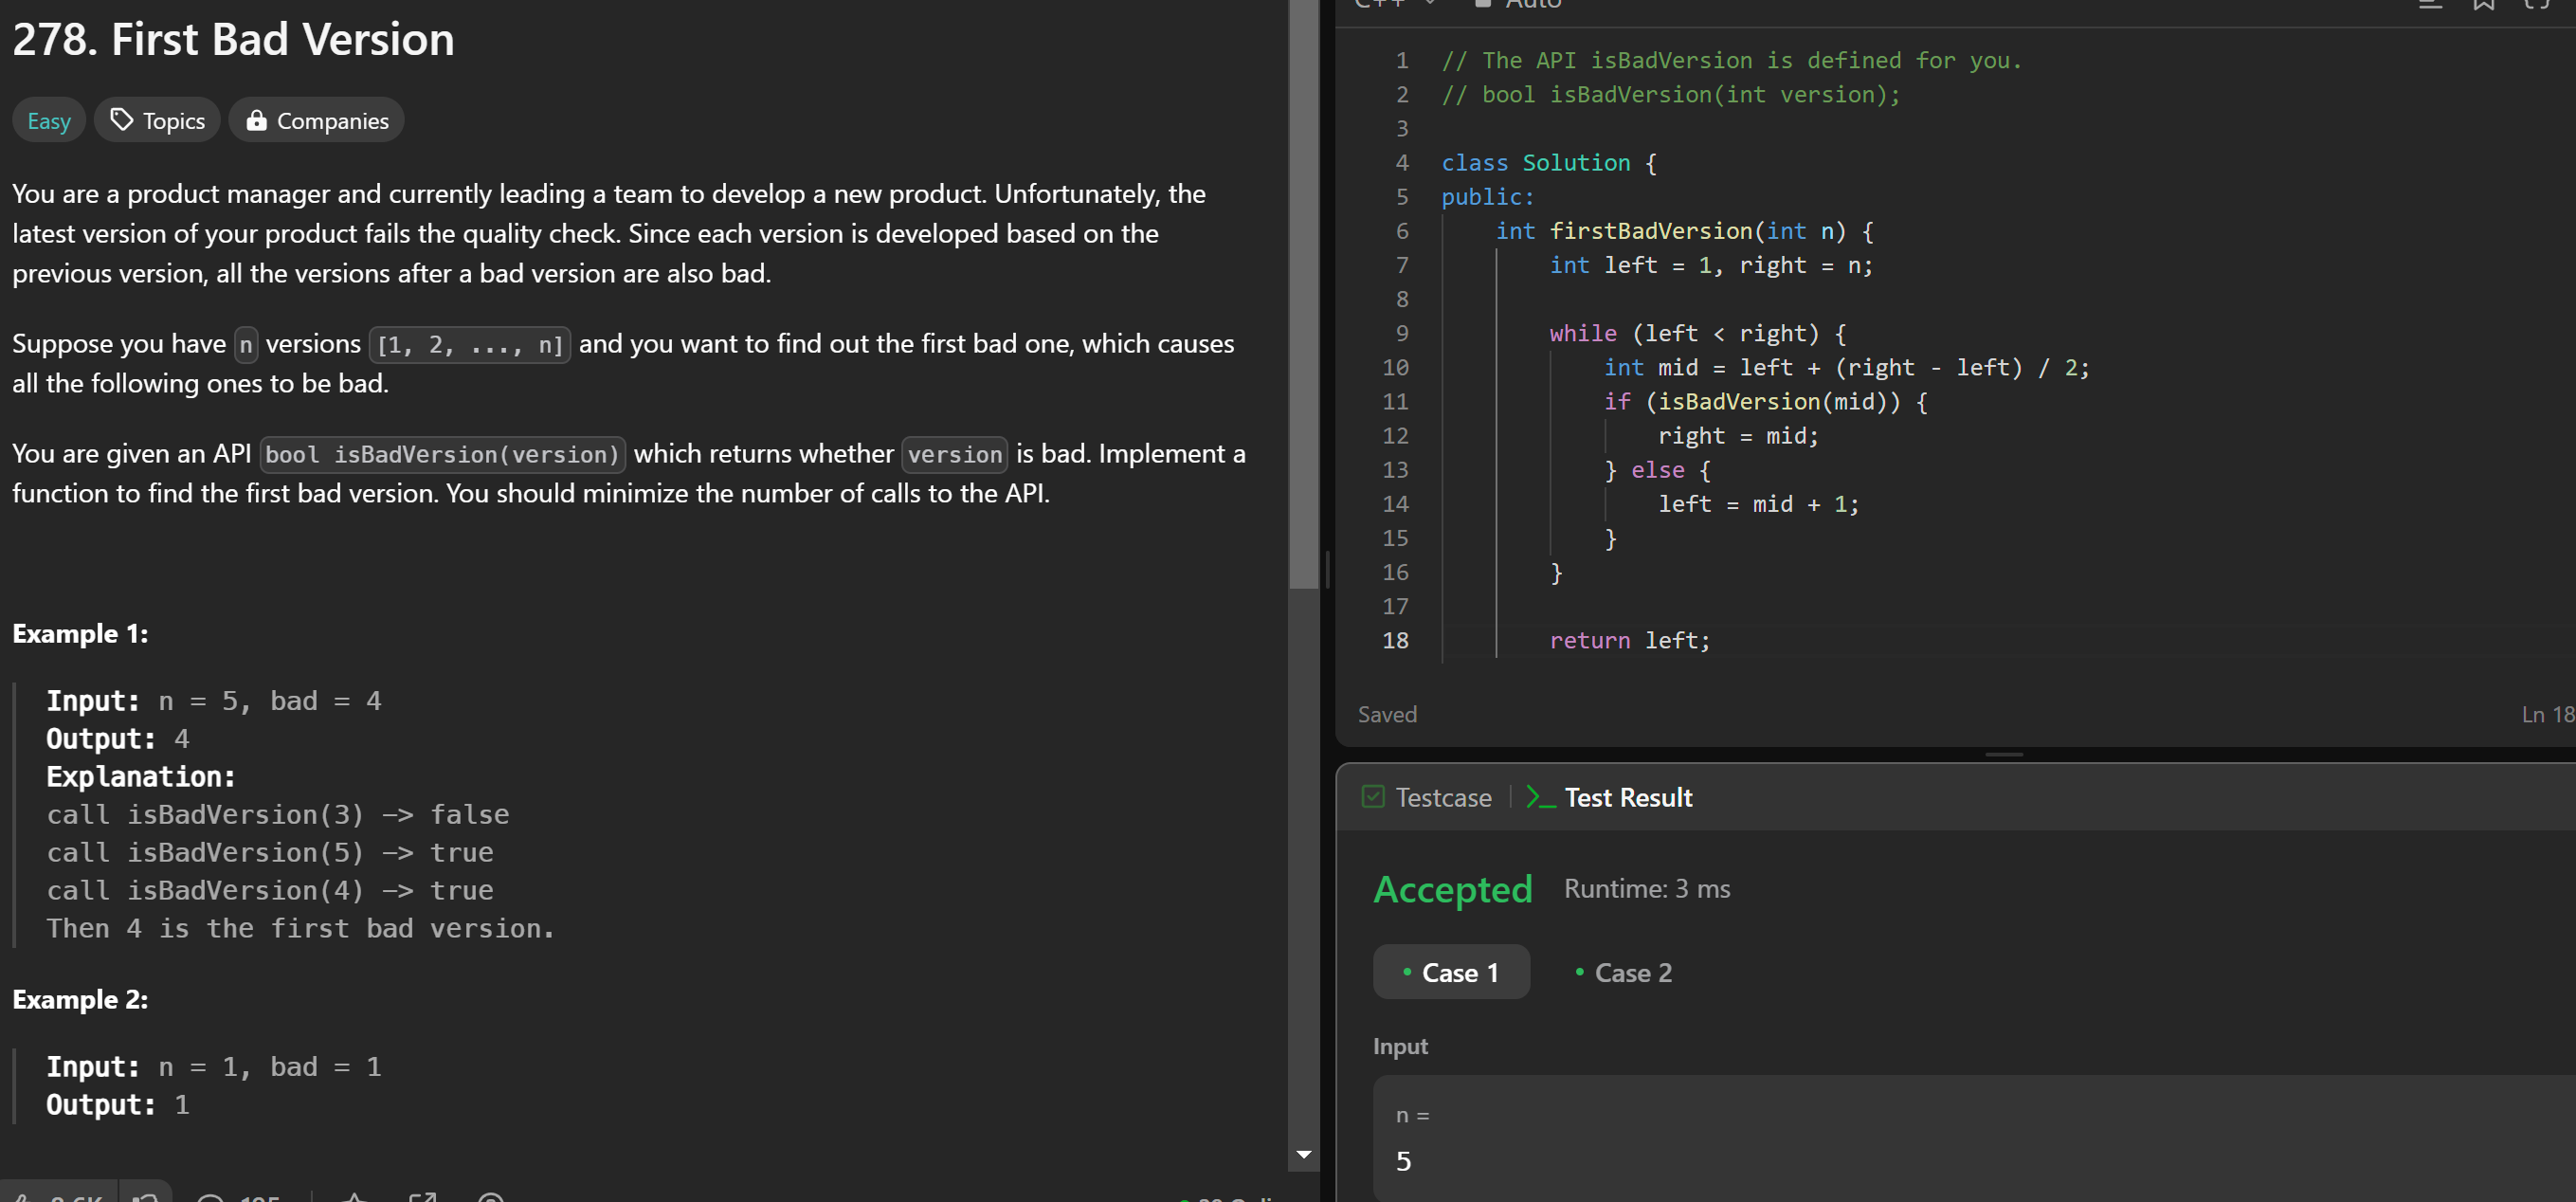 278. First Bad Version
Easy
Topics
Companies
You are a product manager and currently leading a team to develop a new product. Unfortunately, the
latest version of your product fails the quality check. Since each version is developed based on the
previous version, all the versions after a bad version are also bad.
Suppose you have n versions [1, 2, ..., n] and you want to find out the first bad one, which causes
all the following ones to be bad.
You are given an API bool isBadVersion(version) which returns whether version is bad. Implement a
function to find the first bad version. You should minimize the number of calls to the API.
Example 1:
Input: n = 5, bad = 4
Output: 4
Explanation:
call isBadVersion(3) -> false
call isBadVersion(5) -> true
call isBadVersion(4) -> true
Then 4 is the first bad version.
Example 2:
Input: n = 1, bad = 1
Output: 1
C++
Auto
1 // The API isBadVersion is defined for you.
2 // bool isBadVersion(int version);
3
4 class Solution {
5 public:
6 int firstBadVersion(int n) {
7 int left = 1, right = n;
8
9 while (left < right) {
10 int mid = left + (right - left) / 2;
11 if (isBadVersion(mid)) {
12 right = mid;
13 } else {
14 left = mid + 1;
15 }
16 }
17
18 return left;
Saved
Ln 18
Testcase
Test Result
Accepted Runtime: 3 ms
Case 1
Case 2
Input
n =
5